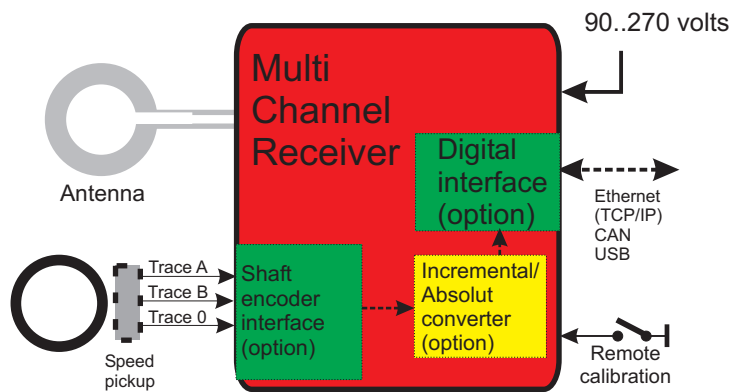 90..270 volts
Multi
Channel
Receiver
Antenna
Digital
interface
(option)
Ethernet
(TCP/IP)
CAN
USB
Trace A
Trace B
Trace 0
Speed
pickup
Shaft
encoder
interface
(option)
Incremental/
Absolut
converter
(option)
Remote
calibration